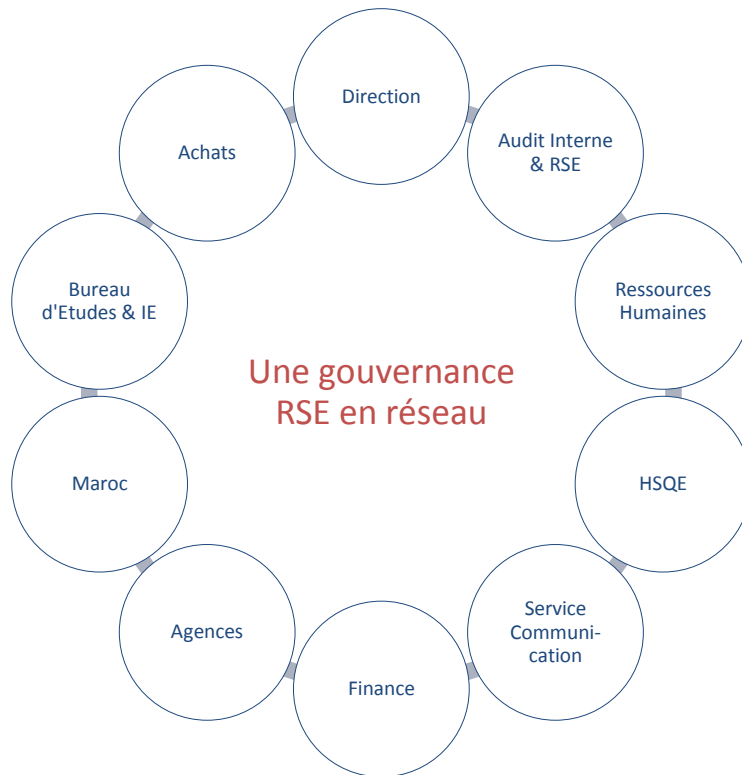 Direction
Audit Interne
& RSE
Ressources
Humaines
HSQE
Service
Communi-
cation
Finance
Agences
Maroc
Bureau
d'Etudes & IE
Achats
Une gouvernance
RSE en réseau